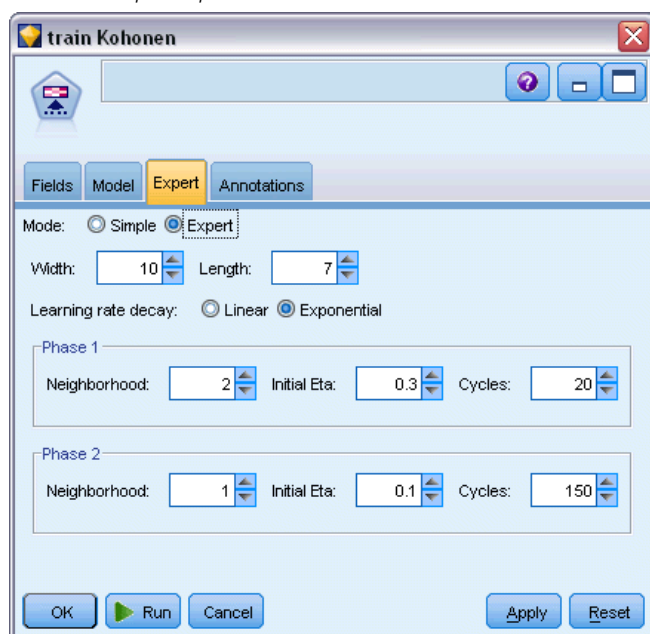 train Kohonen
Fields Model Expert Annotations
Mode: Simple Expert
Width: 10 Length: 7
Learning rate decay: Linear Exponential
Phase 1
Neighborhood: 2 Initial Eta: 0.3 Cycles: 20
Phase 2
Neighborhood: 1 Initial Eta: 0.1 Cycles: 150
OK Run Cancel Apply Reset